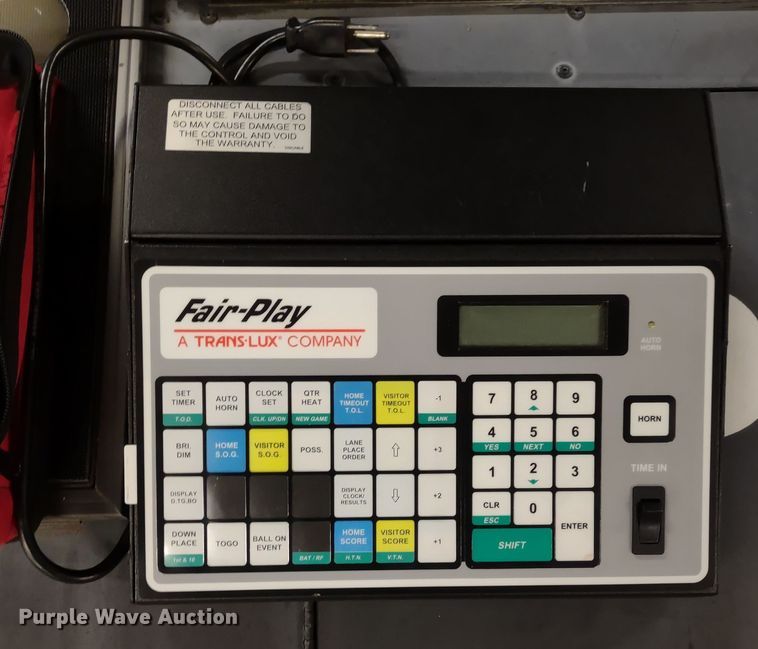 DISCONNECT ALL CABLES
AFTER USE. FAILURE TO DO
SO MAY CAUSE DAMAGE TO
THE CONTROL AND VOID
THE WARRANTY.
Fair-Play
A TRANS-LUX® COMPANY
AUTO
HORN
SET
TIMER
T.O.D.
AUTO
HORN
CLOCK
SET
CLK. UP/DN
QTR
HEAT
NEW GAME
HOME
TIMEOUT
T.O.L.
VISITOR
TIMEOUT
T.O.L.
-1
BLANK
7
8
9
HORN
BRI.
DIM
HOME
S.O.G.
VISITOR
S.O.G.
POSS.
LANE
PLACE
ORDER
⇧
+3
4
YES
5
NEXT
6
NO
TIME IN
DISPLAY
D.TG.BO
DISPLAY
CLOCK/
RESULTS
⇩
+2
1
2
3
DOWN
PLACE
1st & 10
TOGO
BALL ON
EVENT
BAT / RF
HOME
SCORE
H.T.N.
VISITOR
SCORE
V.T.N.
+1
CLR
ESC
0
ENTER
SHIFT
Purple Wave Auction